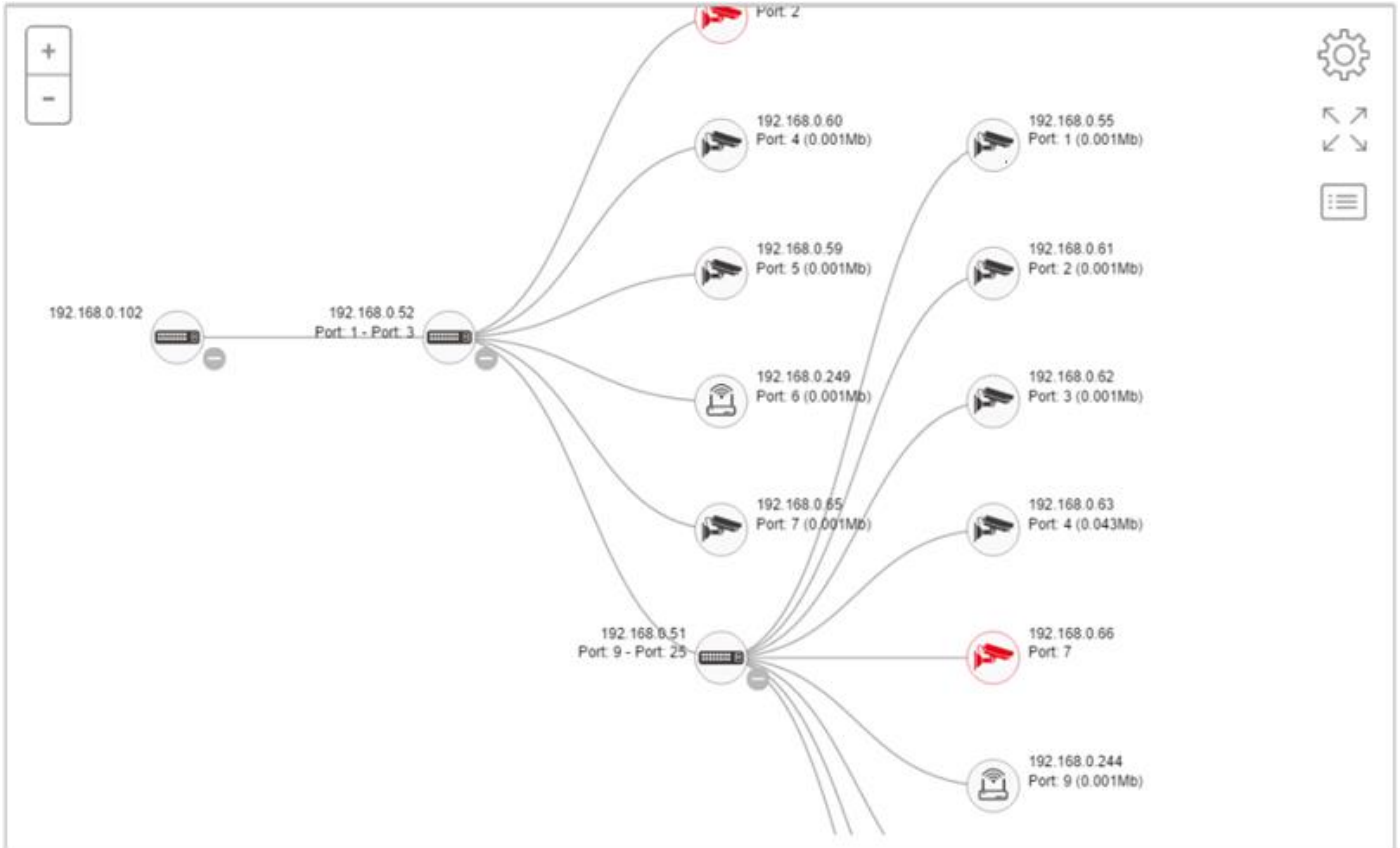 Port: 2
+
-
192.168.0.60
Port: 4 (0.001Mb)
192.168.0.55
Port: 1 (0.001Mb)
192.168.0.59
Port: 5 (0.001Mb)
192.168.0.61
Port: 2 (0.001Mb)
192.168.0.102
192.168.0.52
Port: 1 - Port: 3
192.168.0.249
Port: 6 (0.001Mb)
192.168.0.62
Port: 3 (0.001Mb)
192.168.0.65
Port: 7 (0.001Mb)
192.168.0.63
Port: 4 (0.043Mb)
192.168.0.51
Port: 9 - Port: 25
192.168.0.66
Port: 7
192.168.0.244
Port: 9 (0.001Mb)